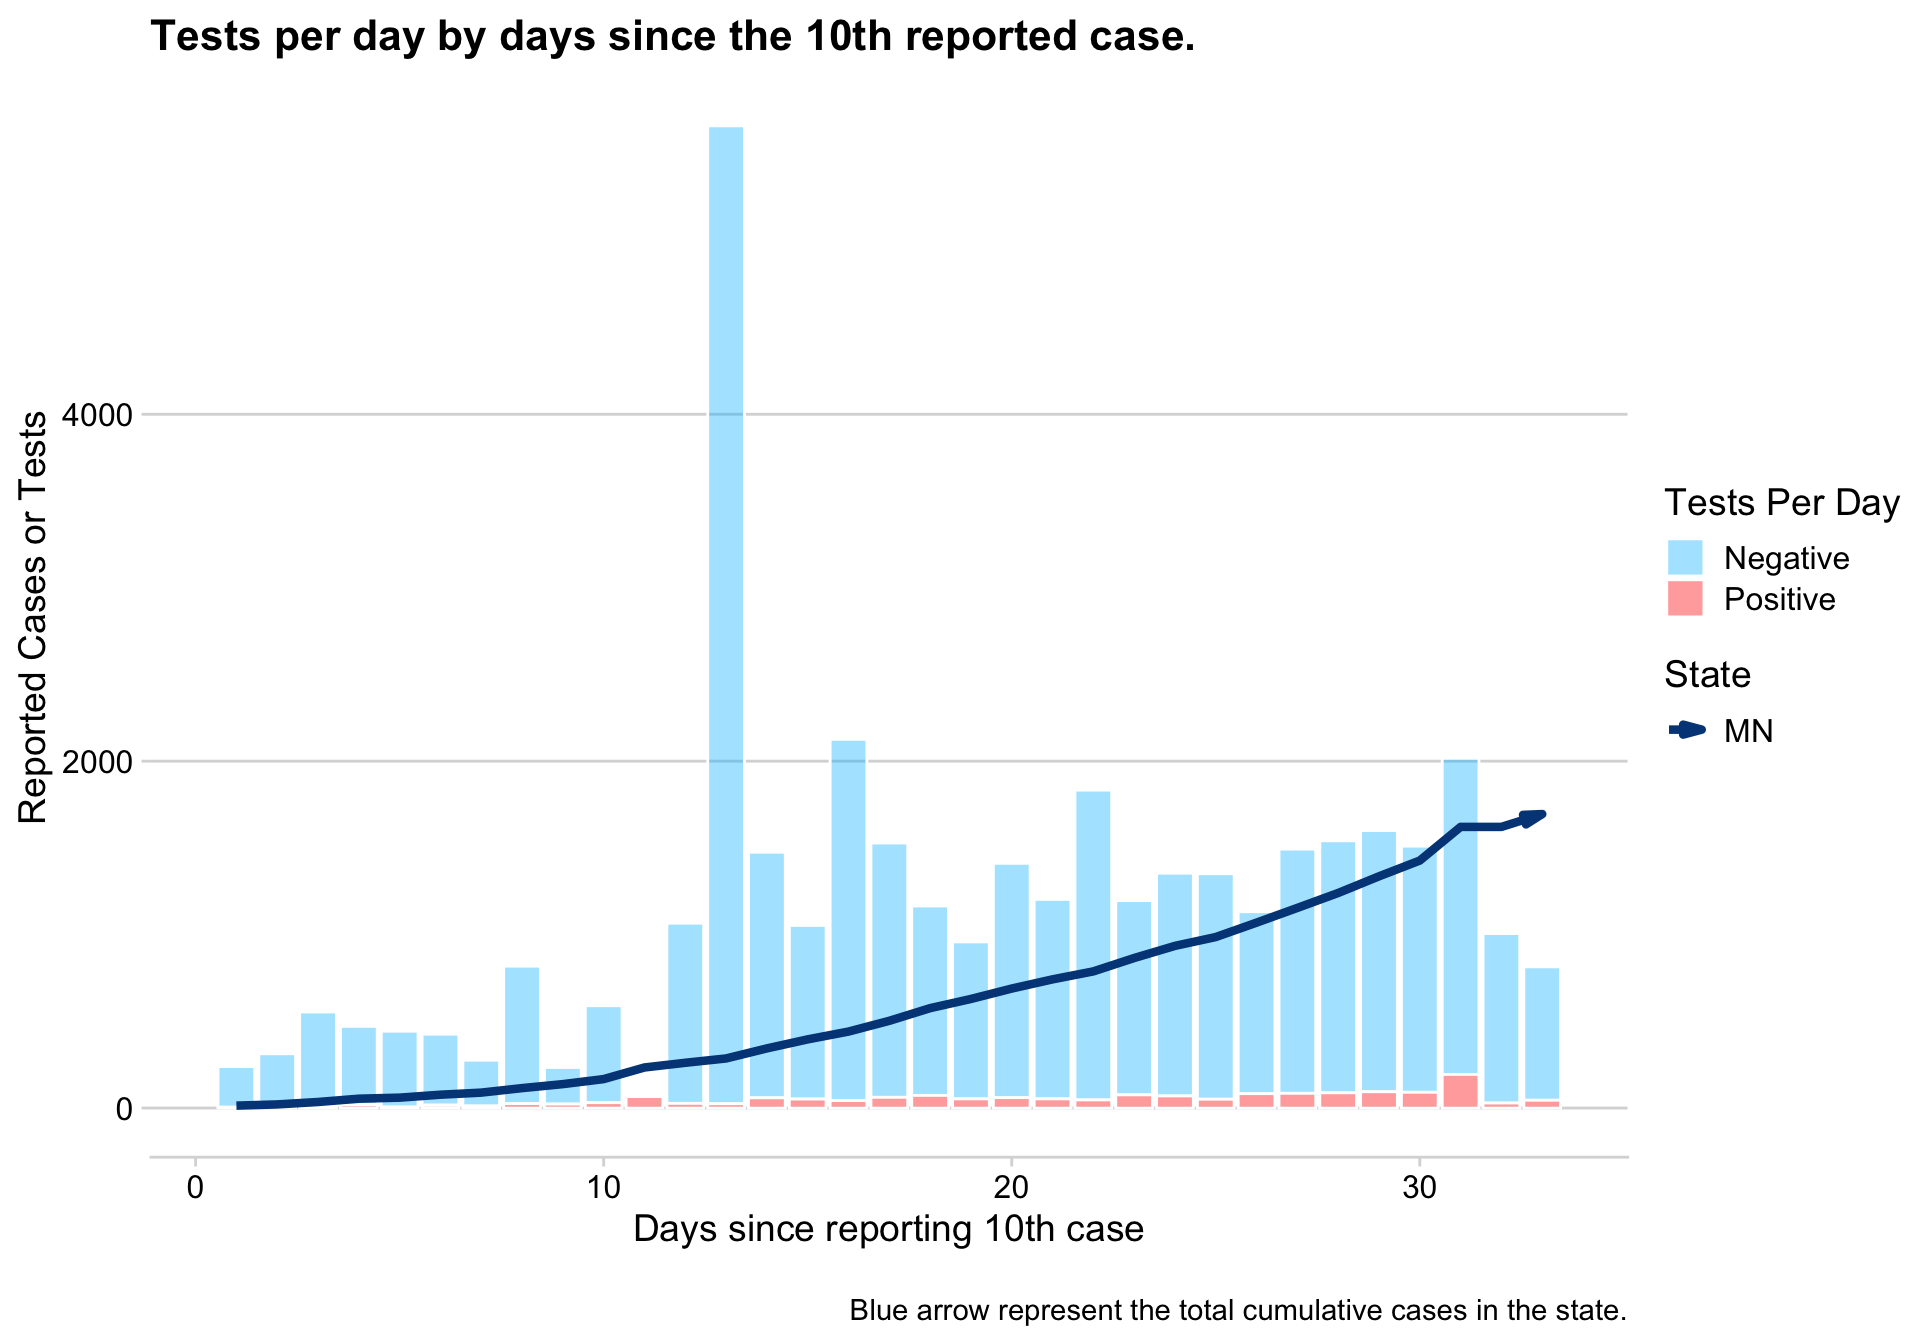 Tests per day by days since the 10th reported case.
Reported Cases or Tests
4000
2000
0
0 10 20 30
Days since reporting 10th case
Tests Per Day
Negative
Positive
State
MN
Blue arrow represent the total cumulative cases in the state.